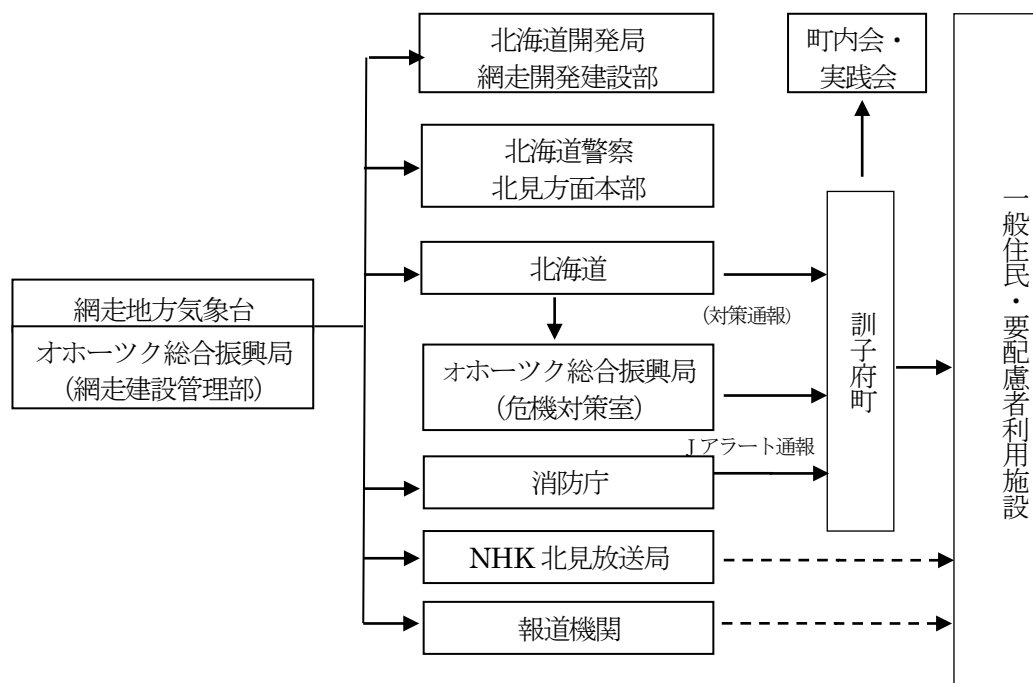 北海道開発局
網走開発建設部
町内会・
実践会
北海道警察
北見方面本部
北海道
(対策通報)
網走地方気象台
オホーツク総合振興局
(網走建設管理部)
オホーツク総合振興局
(危機対策室)
Jアラート通報
消防庁
NHK 北見放送局
報道機関
訓子府町
一般住民・要配慮者利用施設